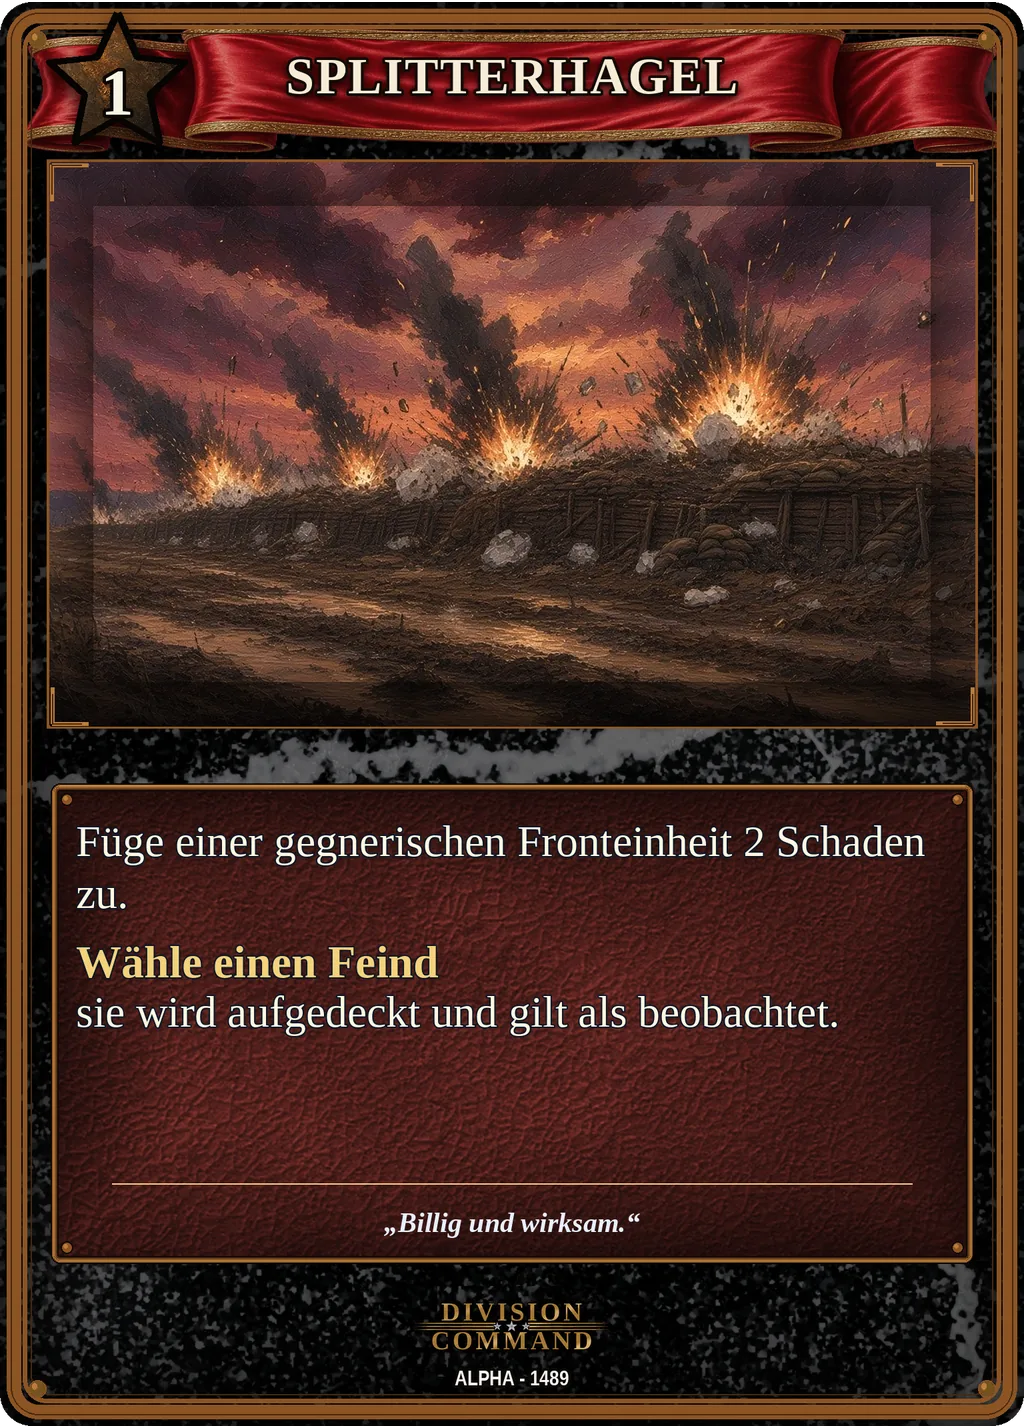 1
SPLITTERHAGEL
Füge einer gegnerischen Fronteinheit 2 Schaden
zu.
Wähle einen Feind
sie wird aufgedeckt und gilt als beobachtet.
„Billig und wirksam.“
DIVISION
COMMAND
ALPHA - 1489